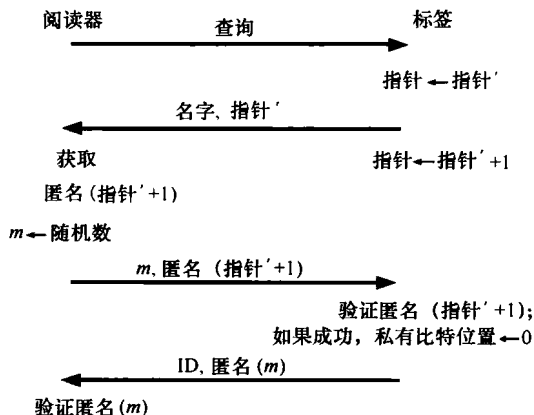 阅读器 标签
查询
指针←指针′
名字, 指针′
获取 指针←指针′+1
匿名(指针′+1)
m←随机数
m, 匿名（指针′+1）
验证匿名（指针′+1）;
如果成功，私有比特位置←0
ID, 匿名(m)
验证匿名(m)